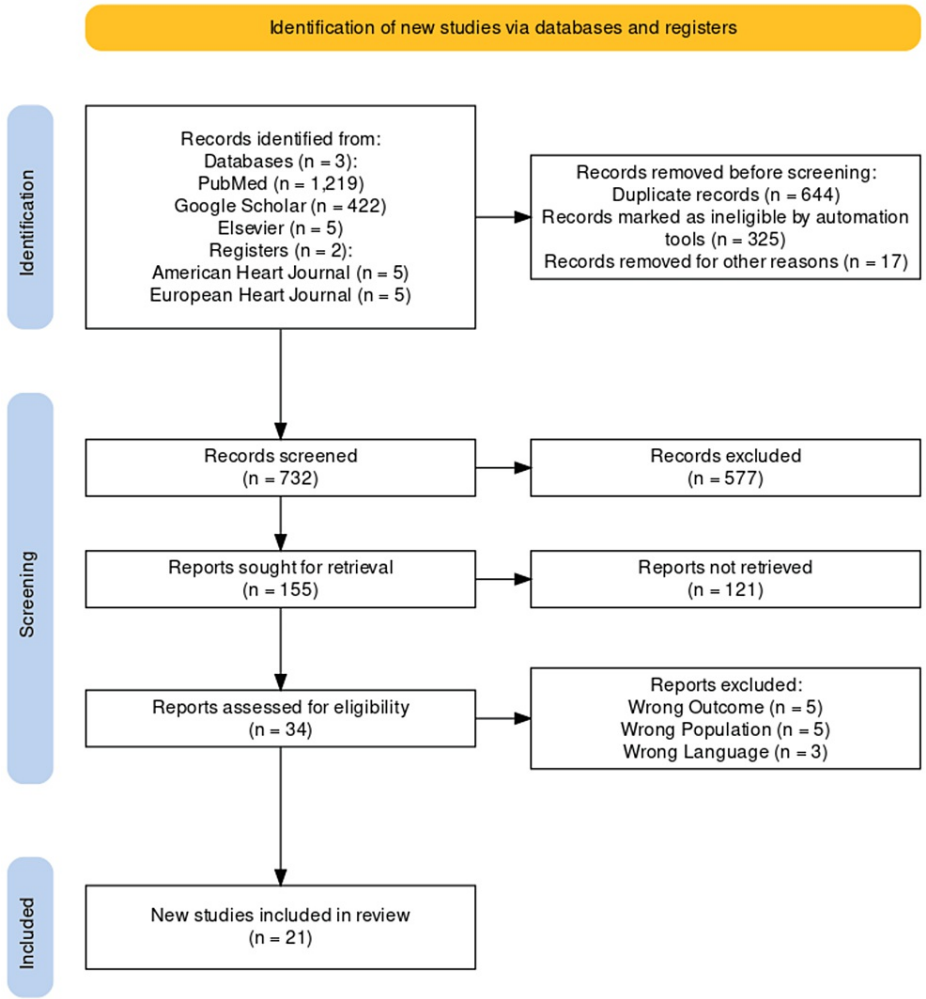 Identification of new studies via databases and registers
Identification
Records identified from:
Databases (n = 3):
PubMed (n = 1,219)
Google Scholar (n = 422)
Elsevier (n = 5)
Registers (n = 2):
American Heart Journal (n = 5)
European Heart Journal (n = 5)
Records removed before screening:
Duplicate records (n = 644)
Records marked as ineligible by automation
tools (n = 325)
Records removed for other reasons (n = 17)
Screening
Records screened
(n = 732)
Records excluded
(n = 577)
Reports sought for retrieval
(n = 155)
Reports not retrieved
(n = 121)
Reports assessed for eligibility
(n = 34)
Reports excluded:
Wrong Outcome (n = 5)
Wrong Population (n = 5)
Wrong Language (n = 3)
Included
New studies included in review
(n = 21)